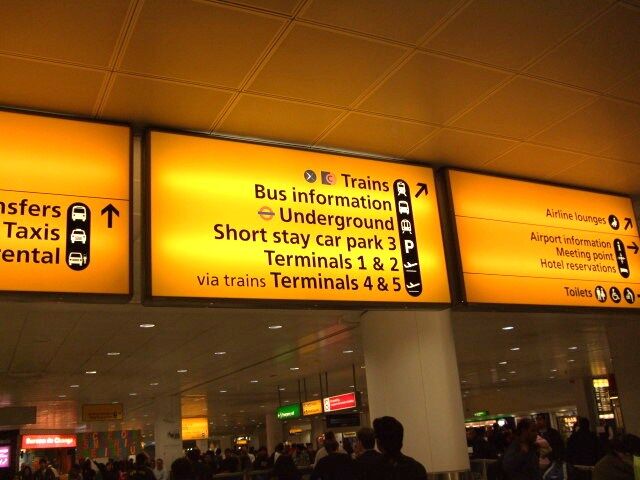 nsfers
Taxis
ental
Trains
Bus information
Underground
Short stay car park 3
Terminals 1 & 2
via trains Terminals 4 & 5
P
Airline lounges
Airport information
Meeting point
Hotel reservations
Toilets
Bureau de Change